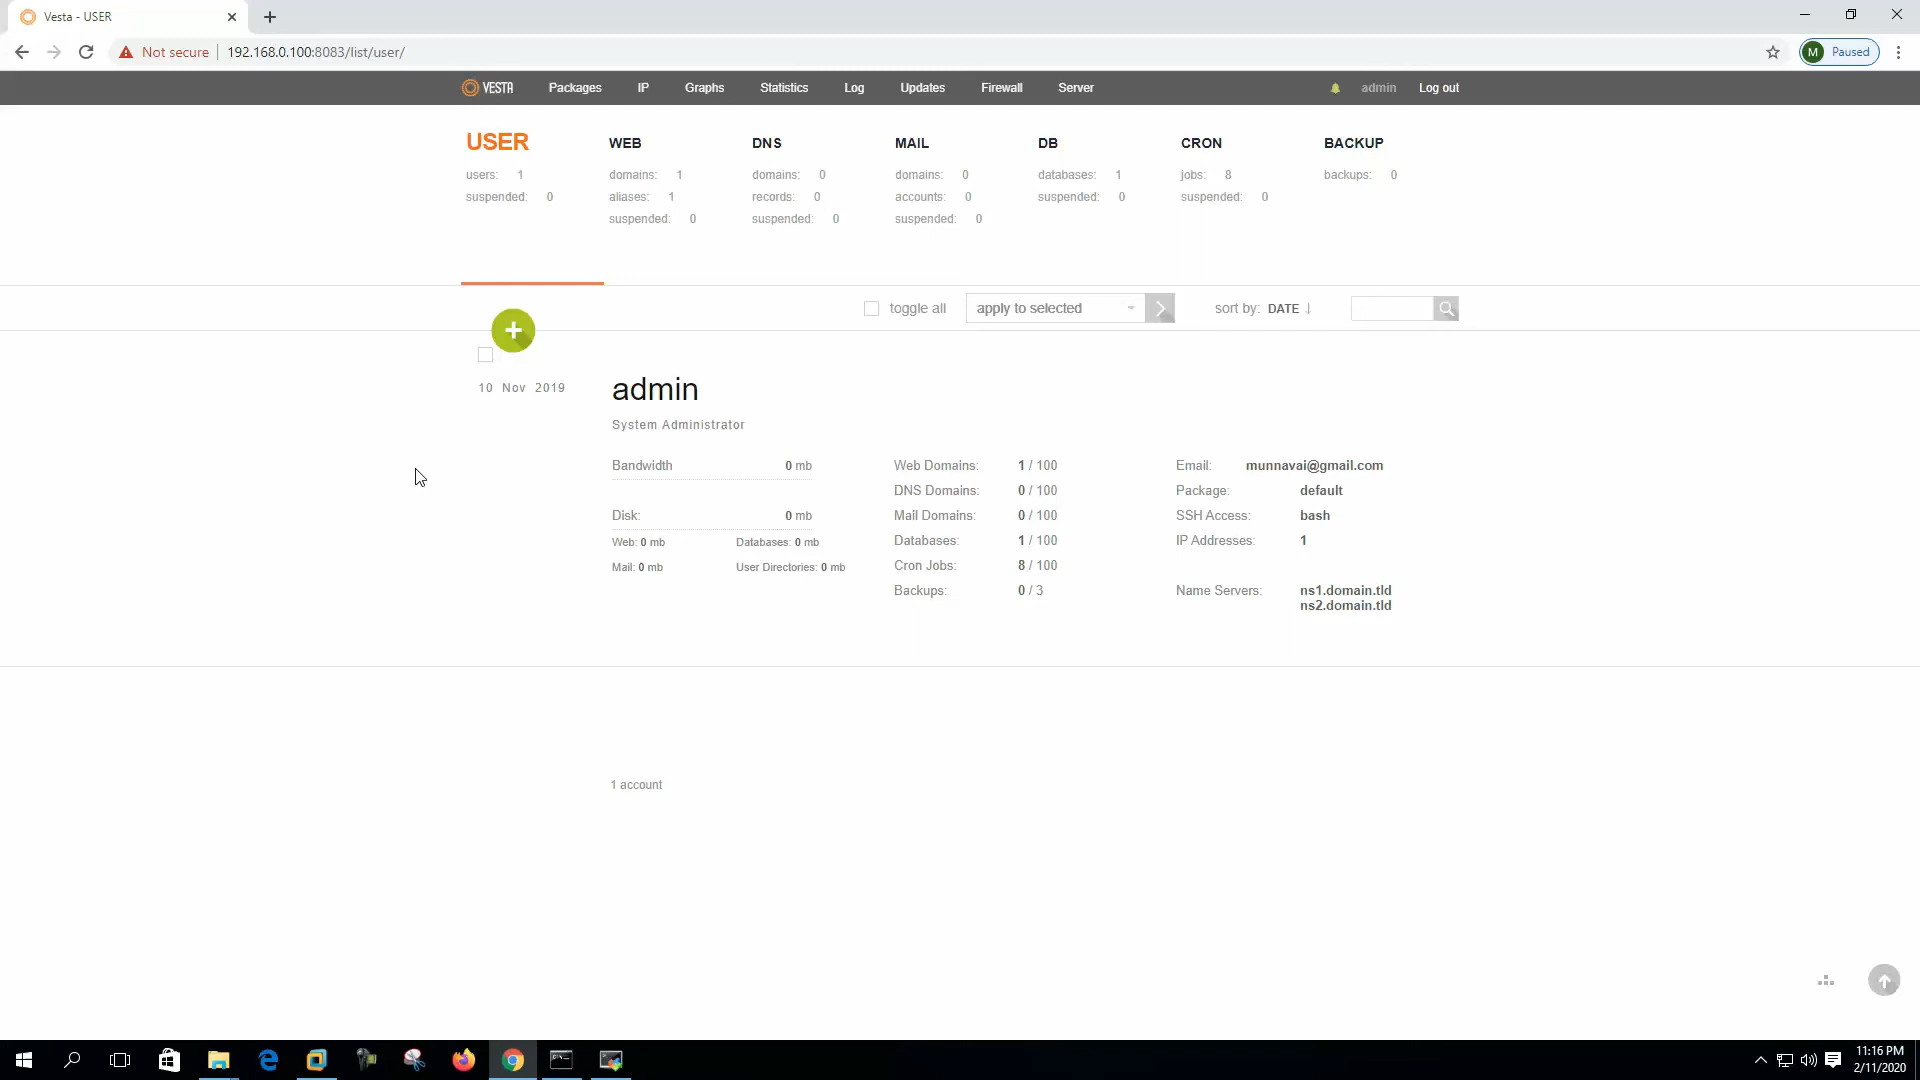 Vesta - USER
Not secure 192.168.0.100:8083/list/user/ M Paused
VESTA Packages IP Graphs Statistics Log Updates Firewall Server admin Log out
USER WEB DNS MAIL DB CRON BACKUP
users: 1 domains: 1 domains: 0 domains: 0 databases: 1 jobs: 8 backups: 0
suspended: 0 aliases: 1 records: 0 accounts: 0 suspended: 0 suspended: 0
suspended: 0 suspended: 0 suspended: 0
toggle all apply to selected sort by: DATE ↓
10 Nov 2019 admin
System Administrator
Bandwidth 0 mb Web Domains: 1 / 100 Email: munnavai@gmail.com
DNS Domains: 0 / 100 Package: default
Disk: 0 mb Mail Domains: 0 / 100 SSH Access: bash
Web: 0 mb Databases: 0 mb Databases: 1 / 100 IP Addresses: 1
Mail: 0 mb User Directories: 0 mb Cron Jobs: 8 / 100
Backups: 0 / 3 Name Servers: ns1.domain.tld
ns2.domain.tld
1 account
11:16 PM
2/11/2020